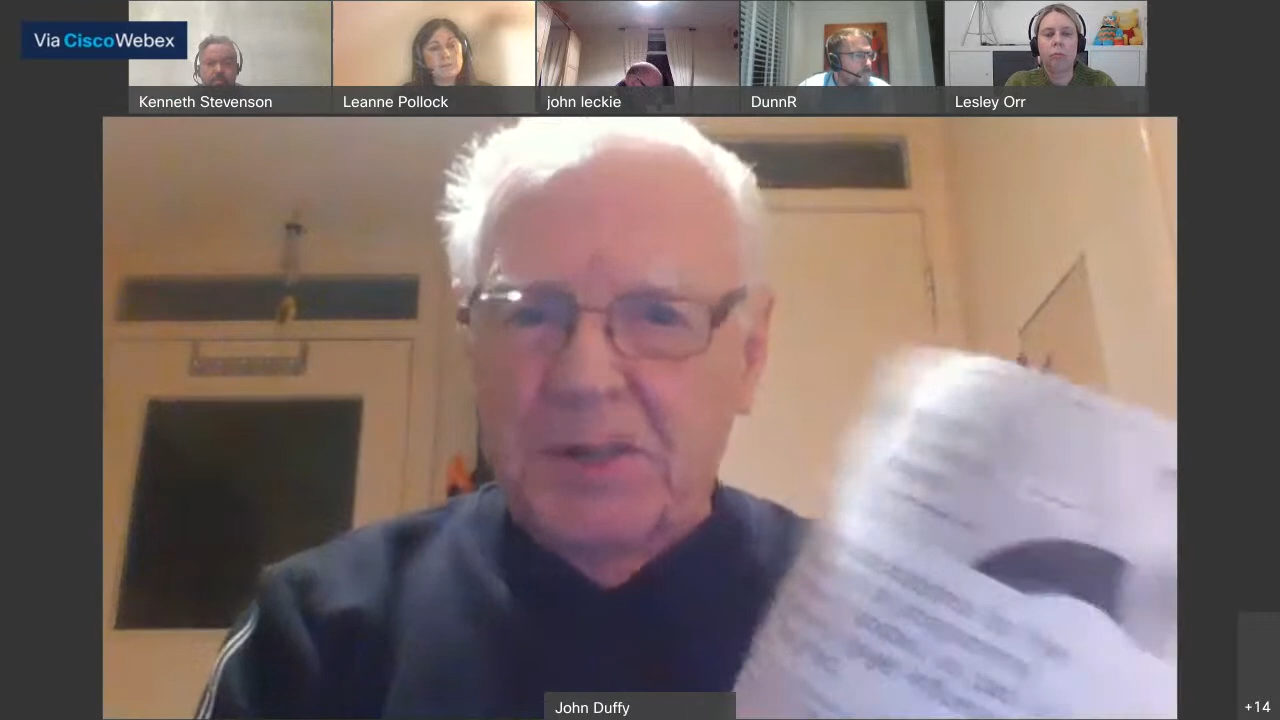 Via CiscoWebex
Kenneth Stevenson
Leanne Pollock
john leckie
DunnR
Lesley Orr
John Duffy
+14